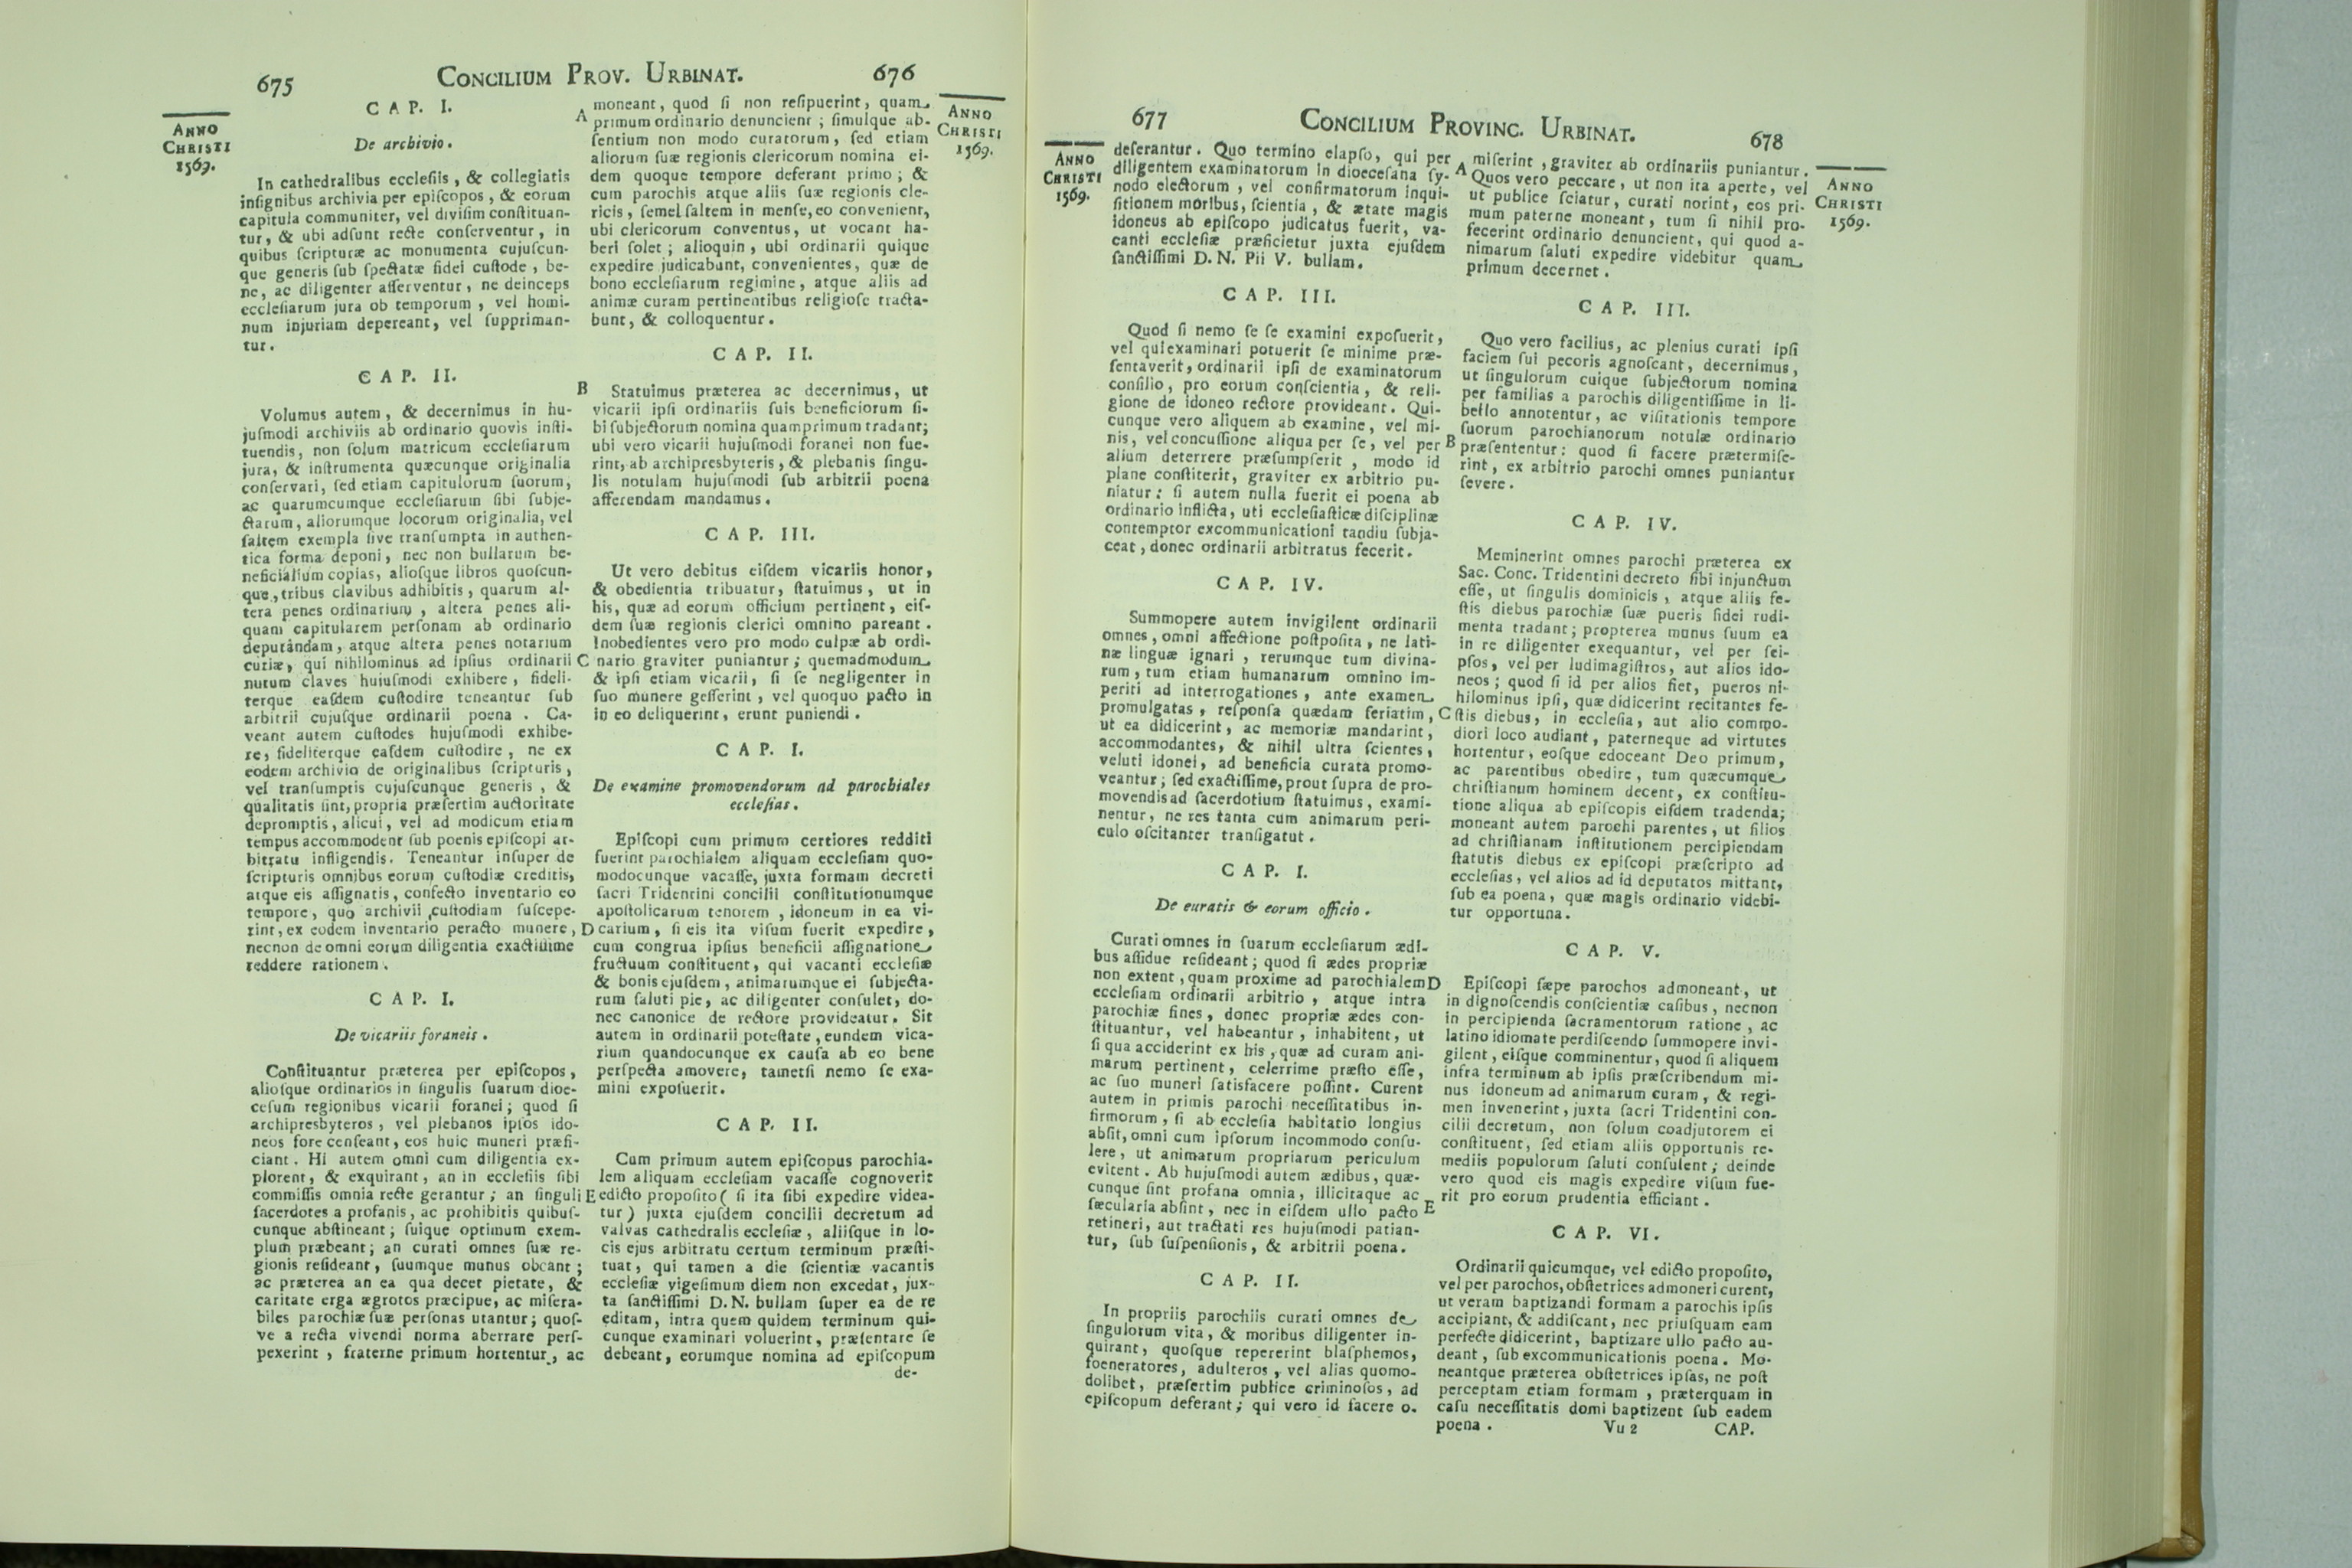 675
CONCILIUM PROV. URBINAT.
676
ANNO
CHRISTI
1569.
CAP. I.
De archivio.
In cathedralibus eccleſiis, & collegiatis
inſignibus archivia per epiſcopos, & eorum
capitula communiter, vel diviſim conſtituan-
tur, & ubi adſunt recte conſerventur, in
quibus ſcripturæ ac monumenta cujuſcun-
que generis ſub ſpectatæ fidei cuſtode, be-
ne, ac diligenter aſſerventur, ne deinceps
eccleſiarum jura ob temporum, vel homi-
num injuriam depereant, vel ſuppriman-
tur.
CAP. II.
Volumus autem, & decernimus in hu-
juſmodi archiviis ab ordinario quovis inſti-
tuendis, non ſolum matricum eccleſiarum
jura, & inſtrumenta quæcunque originalia
conſervari, ſed etiam capitulorum ſuorum,
ac quarumcumque eccleſiarum ſibi ſubje-
ctarum, aliorumque locorum originalia, vel
ſaltem exempla ſive tranſumpta in authen-
tica forma deponi, nec non bullarum be-
neficialium copias, alioſque libros quoſcun-
que, tribus clavibus adhibitis, quarum al-
tera penes ordinarium, altera penes ali-
quam capitularem perſonam ab ordinario
deputandam, atque altera penes notarium
curiæ, qui nihilominus ad ipſius ordinarii
nutum claves hujuſmodi exhibere, fideli-
terque eaſdem cuſtodire teneantur ſub
arbitrii cujuſque ordinarii poena. Ca-
veant autem cuſtodes hujuſmodi exhibe-
re, fideliterque eaſdem cuſtodire, ne ex
eodem archivio de originalibus ſcripturis,
vel tranſumptis cujuſcunque generis, &
qualitatis ſint, propria præſertim auctoritate
depromptis, alicui, vel ad modicum etiam
tempus accommodent ſub poenis epiſcopi ar-
bitratu infligendis. Teneantur inſuper de
ſcripturis omnibus eorum cuſtodiæ creditis,
atque eis aſſignatis, confecto inventario eo
tempore, quo archivii cuſtodiam ſuſcepe-
rint, ex eodem inventario peracto munere,
necnon de omni eorum diligentia exactiſſime
reddere rationem.
CAP. I.
De vicariis foraneis.
Conſtituantur præterea per epiſcopos,
alioſque ordinarios in ſingulis ſuarum dioe-
ceſum regionibus vicarii foranei; quod ſi
archipresbyteros, vel plebanos ipſos ido-
neos fore cenſeant, eos huic muneri præfi-
ciant. Hi autem omni cum diligentia ex-
plorent, & exquirant, an in eccleſiis ſibi
commiſſis omnia recte gerantur; an ſinguli
ſacerdotes a profanis, ac prohibitis quibuſ-
cunque abſtineant; ſuique optimum exem-
plum præbeant; an curati omnes ſuæ re-
gionis reſideant, ſuumque munus obeant;
ac præterea an ea qua decet pietate, &
caritate erga ægrotos præcipue, ac miſera-
biles parochiæ ſuæ perſonas utantur; quoſ-
ve a recta vivendi norma aberrare perſ-
pexerint, fraterne primum hortentur, ac
A
B
C
D
E
moneant, quod ſi non reſipuerint, quam
primum ordinario denuncient; ſimulque ab-
ſentium non modo curatorum, ſed etiam
aliorum ſuæ regionis clericorum nomina ei-
dem quoque tempore deferant primo; &
cum parochis atque aliis ſuæ regionis cle-
ricis, ſemel ſaltem in menſe, eo convenient,
ubi clericorum conventus, ut vocant ha-
beri ſolet; alioquin, ubi ordinarii quique
expedire judicabunt, convenientes, quæ de
bono eccleſiarum regimine, atque aliis ad
animæ curam pertinentibus religioſe tracta-
bunt, & colloquentur.
CAP. II.
Statuimus præterea ac decernimus, ut
vicarii ipſi ordinariis ſuis beneficiorum ſi-
bi ſubjectorum nomina quamprimum tradant;
ubi vero vicarii hujuſmodi foranei non fue-
rint, ab archipresbyteris, & plebanis ſingu-
lis notulam hujuſmodi ſub arbitrii poena
afferendam mandamus.
CAP. III.
Ut vero debitus eiſdem vicariis honor,
& obedientia tribuatur, ſtatuimus, ut in
his, quæ ad eorum officium pertinent, eiſ-
dem ſuæ regionis clerici omnino pareant.
Inobedientes vero pro modo culpæ ab ordi-
nario graviter puniantur; quemadmodum
& ipſi etiam vicarii, ſi ſe negligenter in
ſuo munere geſſerint, vel quoquo pacto in
in eo deliquerint, erunt puniendi.
CAP. I.
De examine promovendorum ad parochiales
eccleſias.
Epiſcopi cum primum certiores redditi
fuerint parochialem aliquam eccleſiam quo-
modocunque vacaſſe, juxta formam decreti
ſacri Tridentini concilii conſtitutionumque
apoſtolicarum tenorem, idoneum in ea vi-
carium, ſi eis ita viſum fuerit expedire,
cum congrua ipſius beneficii aſſignatione
fructuum conſtituent, qui vacanti eccleſiæ
& bonis ejuſdem, animarumque ei ſubjecta-
rum ſaluti pie, ac diligenter conſulet, do-
nec canonice de rectore provideatur. Sit
autem in ordinarii poteſtate, eundem vica-
rium quandocunque ex cauſa ab eo bene
perſpecta amovere, tametſi nemo ſe exa-
mini expoſuerit.
CAP. II.
Cum primum autem epiſcopus parochia-
lem aliquam eccleſiam vacaſſe cognoverit
edicto propoſito (ſi ita ſibi expedire videa-
tur) juxta ejuſdem concilii decretum ad
valvas cathedralis eccleſiæ, aliiſque in lo-
cis ejus arbitratu certum terminum præſti-
tuat, qui tamen a die ſcientiæ vacantis
eccleſiæ vigeſimum diem non excedat, jux-
ta ſanctiſſimi D. N. bullam ſuper ea de re
editam, intra quem quidem terminum qui-
cunque examinari voluerint, præſentare ſe
debeant, eorumque nomina ad epiſcopum
de-
ANNO
CHRISTI
1569.
677
CONCILIUM PROVINC. URBINAT.
678
ANNO
CHRISTI
1569.
deferantur. Quo termino elapſo, qui per
diligentem examinatorum in dioeceſana ſy-
nodo electorum, vel confirmatorum inqui-
ſitionem moribus, ſcientia, & ætate magis
idoneus ab epiſcopo judicatus fuerit, va-
canti eccleſiæ præficietur juxta ejuſdem
ſanctiſſimi D. N. Pii V. bullam.
CAP. III.
Quod ſi nemo ſe ſe examini expoſuerit,
vel qui examinari potuerit ſe minime præ-
ſentaverit, ordinarii ipſi de examinatorum
conſilio, pro eorum conſcientia, & reli-
gione de idoneo rectore provideant. Qui-
cunque vero aliquem ab examine, vel mi-
nis, vel concuſſione aliqua per ſe, vel per
alium deterrere præſumpſerit, modo id
plane conſtiterit, graviter ex arbitrio pu-
niatur: ſi autem nulla fuerit ei poena ab
ordinario inflicta, uti eccleſiaſticæ diſciplinæ
contemptor excommunicationi tandiu ſubja-
ceat, donec ordinarii arbitratus fecerit.
CAP. IV.
Summopere autem invigilent ordinarii
omnes, omni affectione poſtpoſita, ne lati-
næ linguæ ignari, rerumque tum divina-
rum, tum etiam humanarum omnino im-
periti ad interrogationes, ante examen
promulgatas, reſponſa quædam ſeriatim,
ut ea didicerint, ac memoriæ mandarint,
accommodantes, & nihil ultra ſcientes,
veluti idonei, ad beneficia curata promo-
veantur; ſed exactiſſime, prout ſupra de pro-
movendis ad ſacerdotium ſtatuimus, exami-
nentur, ne res tanta cum animarum peri-
culo oſcitanter tranſigatut.
CAP. I.
De euratis & eorum officio.
Curati omnes in ſuarum eccleſiarum ædi-
bus aſſidue reſideant; quod ſi ædes propriæ
non extent, quam proxime ad parochialem
eccleſiam ordinarii arbitrio, atque intra
parochiæ fines, donec propriæ ædes con-
ſtituantur, vel habeantur, inhabitent, ut
ſi qua acciderint ex his, quæ ad curam ani-
marum pertinent, celerrime præſto eſſe,
ac ſuo muneri ſatisfacere poſſint. Curent
autem in primis parochi neceſſitatibus in-
firmorum, ſi ab eccleſia habitatio longius
abſit, omni cum ipſorum incommodo conſu-
lere, ut animarum propriarum periculum
evitent. Ab hujuſmodi autem ædibus, quæ-
cunque ſint profana omnia, illicitaque ac
ſæcularia abſint, nec in eiſdem ullo pacto
retineri, aut tractati res hujuſmodi patian-
tur, ſub ſuſpenſionis, & arbitrii poena.
CAP. II.
In propriis parochiis curati omnes de
ſingulorum vita, & moribus diligenter in-
quirant, quoſque repererint blaſphemos,
foeneratores, adulteros, vel alias quomo-
dolibet, præſertim publice criminoſos, ad
epiſcopum deferant; qui vero id facere o.
A
B
C
D
E
miſerint, graviter ab ordinariis puniantur.
Quos vero peccare, ut non ita aperte, vel
ut publice ſciatur, curati norint, eos pri-
mum paterne moneant, tum ſi nihil pro-
fecerint ordinario denuncient, qui quod a-
nimarum ſaluti expedire videbitur quam
primum decernet.
CAP. III.
Quo vero facilius, ac plenius curati ipſi
faciem ſui pecoris agnoſcant, decernimus,
ut ſingulorum cuique ſubjectorum nomina
per familias a parochis diligentiſſime in li-
bello annotentur, ac viſitationis tempore
ſuorum parochianorum notulæ ordinario
præſententur: quod ſi facere prætermiſe-
rint, ex arbitrio parochi omnes puniantur
ſevere.
CAP. IV.
Meminerint omnes parochi præterea ex
Sac. Conc. Tridentini decreto ſibi injunctum
eſſe, ut ſingulis dominicis, atque aliis fe-
ſtis diebus parochiæ ſuæ pueris fidei rudi-
menta tradant; propterea munus ſuum ea
in re diligenter exequantur, vel per ſei-
pſos, vel per ludimagiſtros, aut alios ido-
neos; quod ſi id per alios fiet, pueros ni-
hilominus ipſi, quæ didicerint recitantes fe-
ſtis diebus, in eccleſia, aut alio commo-
diori loco audiant, paterneque ad virtutes
hortentur, eoſque edoceant Deo primum,
ac parentibus obedire, tum quæcumque
chriſtianum hominem decent, ex conſtitu-
tione aliqua ab epiſcopis eiſdem tradenda;
moneant autem parochi parentes, ut filios
ad chriſtianam inſtitutionem percipiendam
ſtatutis diebus ex epiſcopi præſcripto ad
eccleſias, vel alios ad id deputatos mittant,
ſub ea poena, quæ magis ordinario videbi-
tur opportuna.
CAP. V.
Epiſcopi ſæpe parochos admoneant, ut
in dignoſcendis conſcientiæ caſibus, necnon
in percipienda ſacramentorum ratione, ac
latino idiomate perdiſcendo ſummopere invi-
gilent, eiſque comminentur, quod ſi aliquem
infra terminum ab ipſis præſcribendum mi-
nus idoneum ad animarum curam, & regi-
men invenerint, juxta ſacri Tridentini con-
cilii decretum, non ſolum coadjutorem ei
conſtituent, ſed etiam aliis opportunis re-
mediis populorum ſaluti conſulent; deinde
vero quod eis magis expedire viſum fue-
rit pro eorum prudentia efficiant.
CAP. VI.
Ordinarii quicumque, vel edicto propoſito,
vel per parochos, obſtetrices admoneri curent,
ut veram baptizandi formam a parochis ipſis
accipiant, & addiſcant, nec priuſquam eam
perfecte didicerint, baptizare ullo pacto au-
deant, ſub excommunicationis poena. Mo-
neantque præterea obſtetrices ipſas, ne poſt
perceptam etiam formam, præterquam in
caſu neceſſitatis domi baptizent ſub eadem
poena.
Vu 2
CAP.
ANNO
CHRISTI
1569.